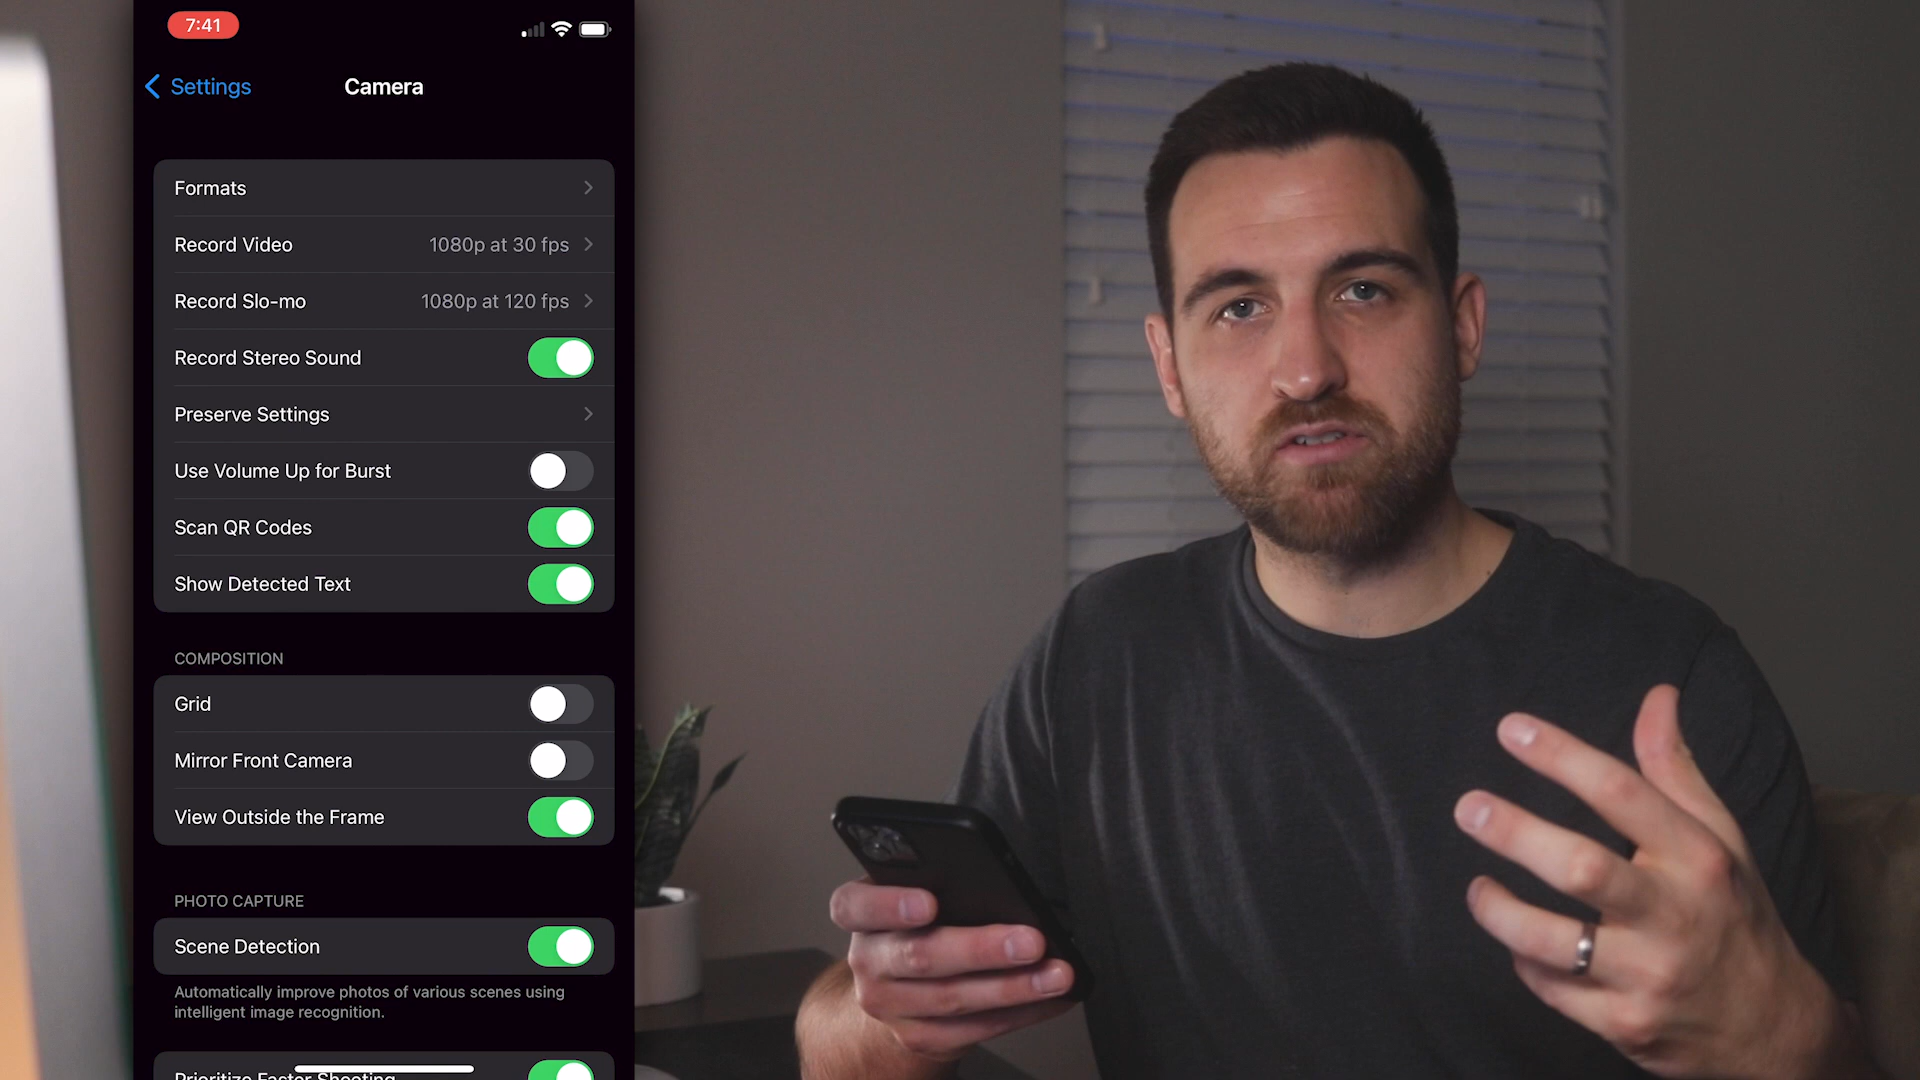 7:41
Settings
Camera
Formats
Record Video 1080p at 30 fps
Record Slo-mo 1080p at 120 fps
Record Stereo Sound
Preserve Settings
Use Volume Up for Burst
Scan QR Codes
Show Detected Text
COMPOSITION
Grid
Mirror Front Camera
View Outside the Frame
PHOTO CAPTURE
Scene Detection
Automatically improve photos of various scenes using
intelligent image recognition.
Prioritize Faster Shooting